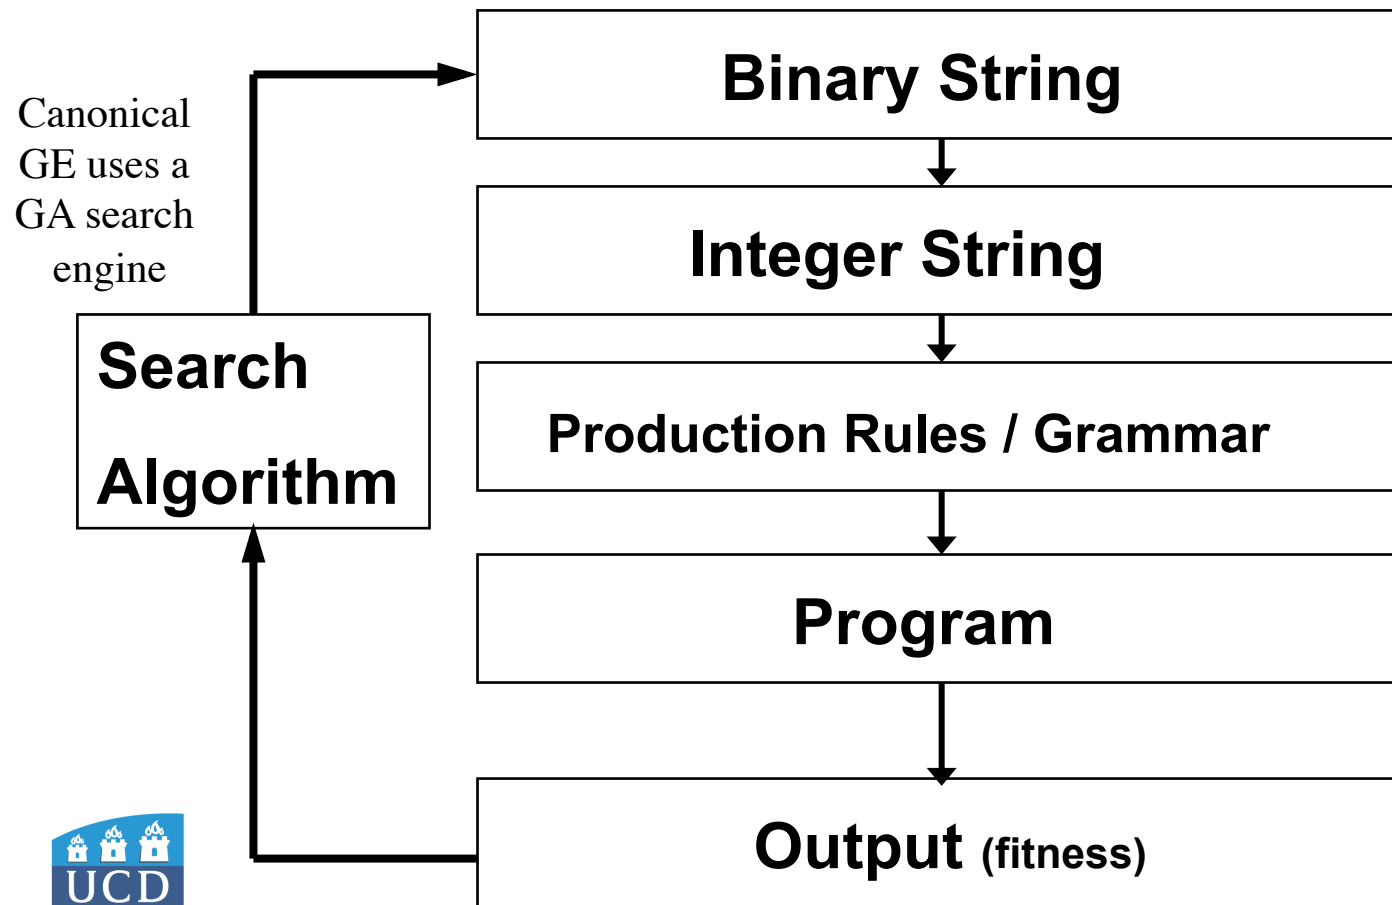 Canonical
GE uses a
GA search
engine
Search
Algorithm
Binary String
Integer String
Production Rules / Grammar
Program
Output (fitness)
UCD